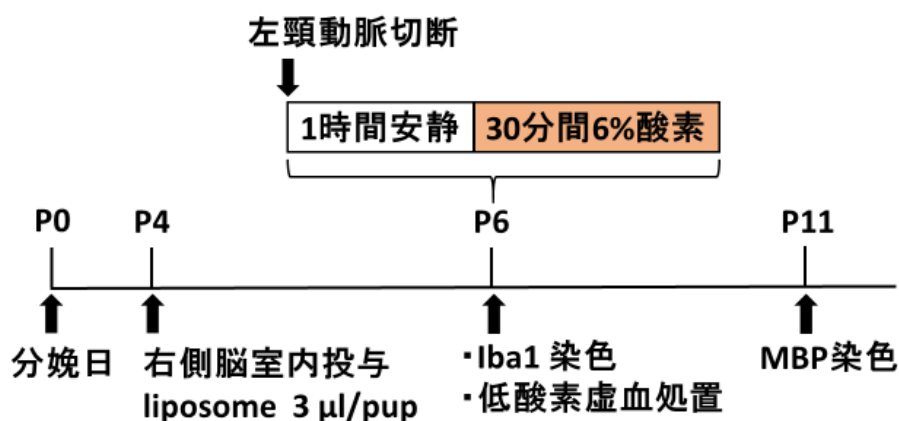 左頸動脈切断
1時間安静 30分間6%酸素
P0 P4 P6 P11
分娩日
右側脳室内投与
liposome 3 μl/pup
・Iba1 染色
・低酸素虚血処置
MBP染色